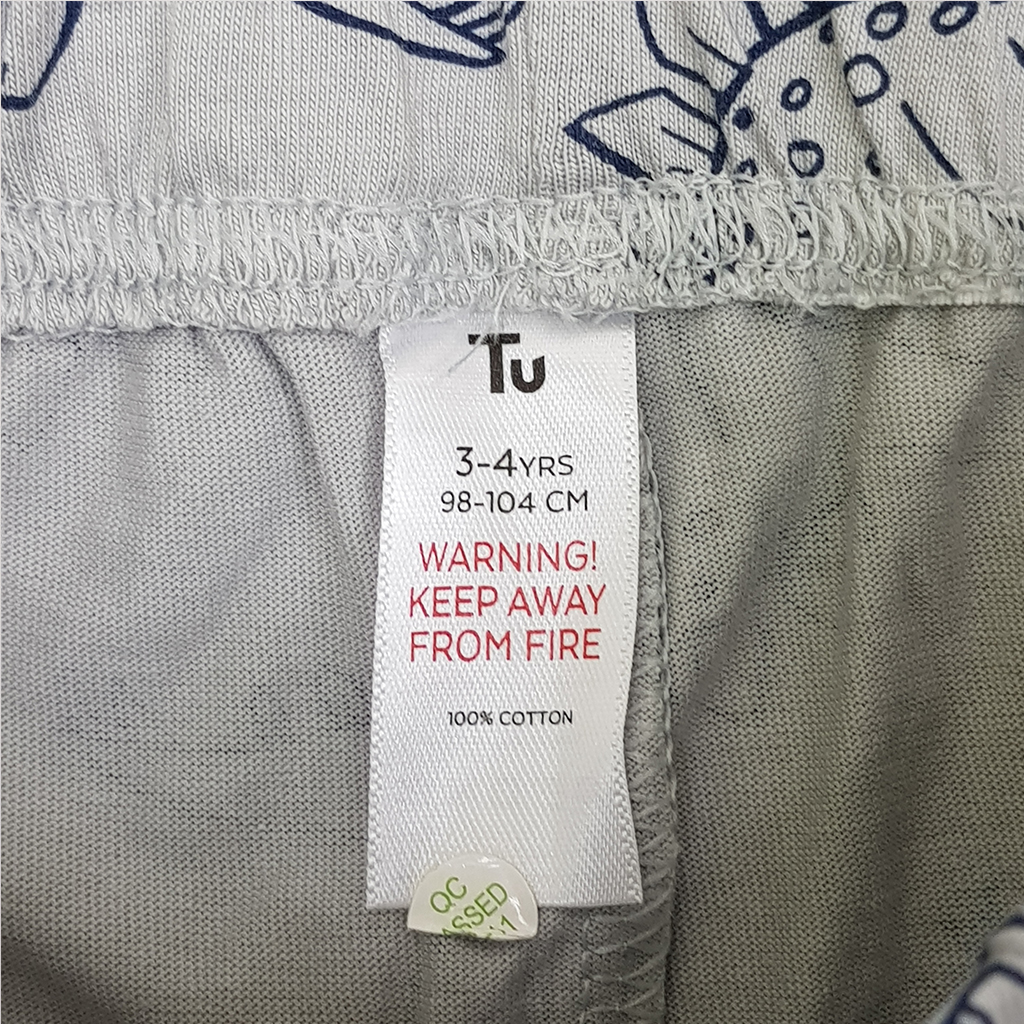 Tu
3-4YRS
98-104 CM
WARNING!
KEEP AWAY
FROM FIRE
100% COTTON
QC